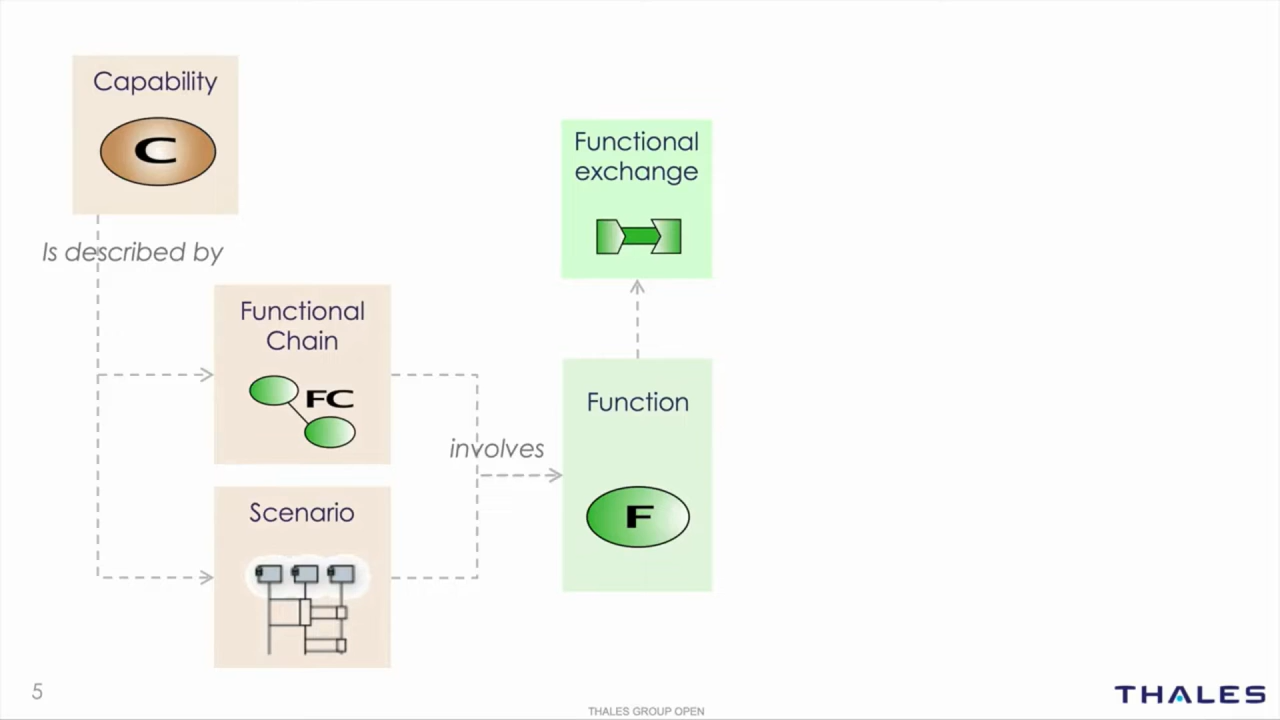 Capability
C
Is described by
Functional
Chain
FC
Scenario
involves
Functional
exchange
Function
F
5
THALES GROUP OPEN
THALES